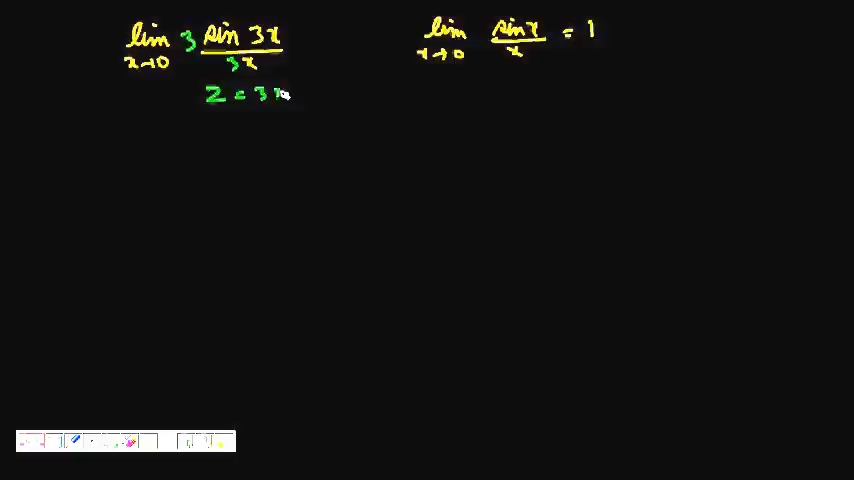 lim x→0 3 sin 3x / 3x
z = 3x
lim x→0 sin x / x = 1